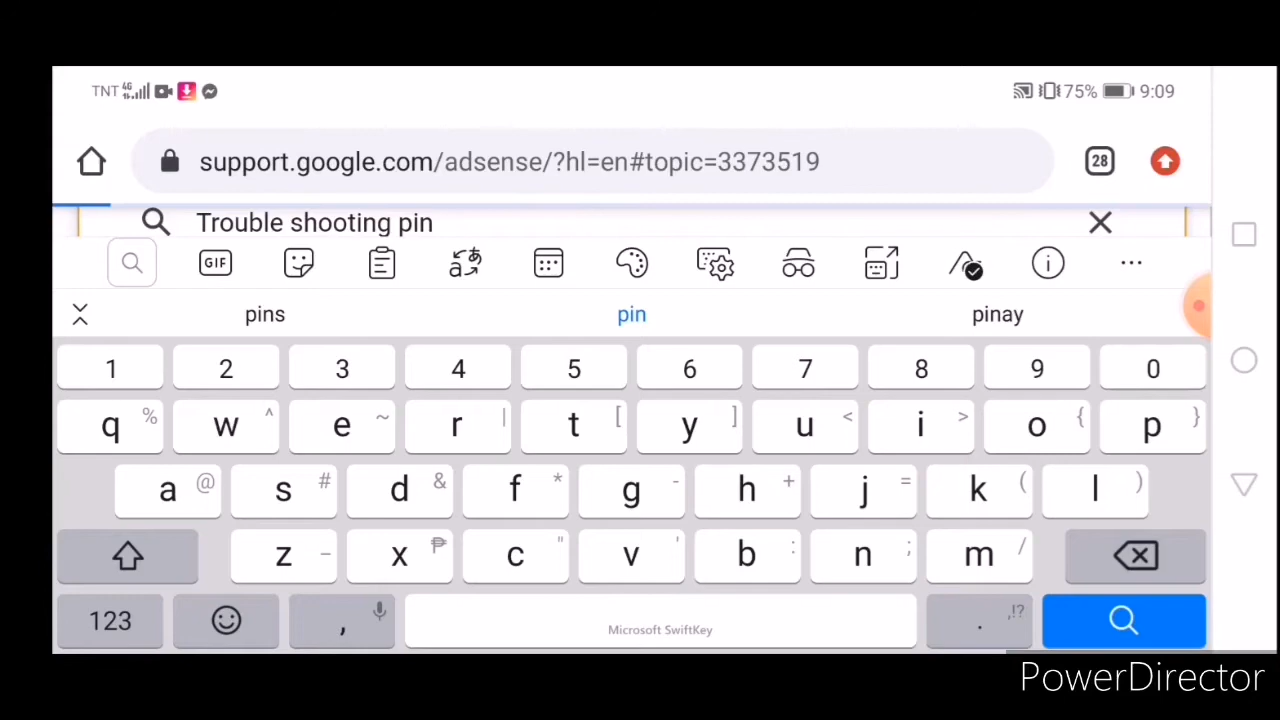 TNT 4G 75% 9:09
support.google.com/adsense/?hl=en#topic=3373519 28
Trouble shooting pin
GIF
pins pin pinay
1 2 3 4 5 6 7 8 9 0
q % w ^ e ~ r | t [ y ] u < i > o { p }
a @ s # d & f * g - h + j = k ( l )
z _ x ₱ c " v ' b : n ; m /
123 , Microsoft SwiftKey . ,!?
PowerDirector